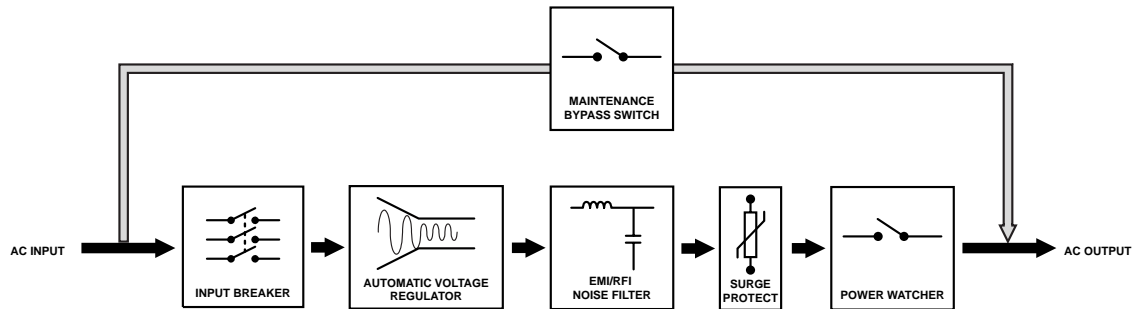 MAINTENANCE
BYPASS SWITCH
AC INPUT
INPUT BREAKER
AUTOMATIC VOLTAGE
REGULATOR
EMI/RFI
NOISE FILTER
SURGE
PROTECT
POWER WATCHER
AC OUTPUT